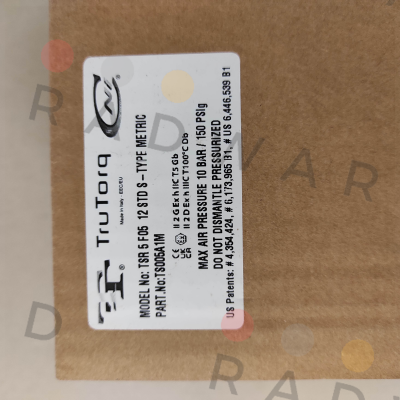 TruTorq
CNI
Made in Italy - EEC/EU
MODEL No: TSR 5 F05 12 STD S-TYPE METRIC
PART.No:TS005A1M
II 2 G Ex h IIC T5 Gb
II 2 D Ex h IIIC T100°C Db
MAX AIR PRESSURE 10 BAR / 150 PSIg
DO NOT DISMANTLE PRESSURIZED
US Patents: # 4,354,424, # 6,173,965 B1, # US 6,446,539 B1
RADWAR
RADWAR